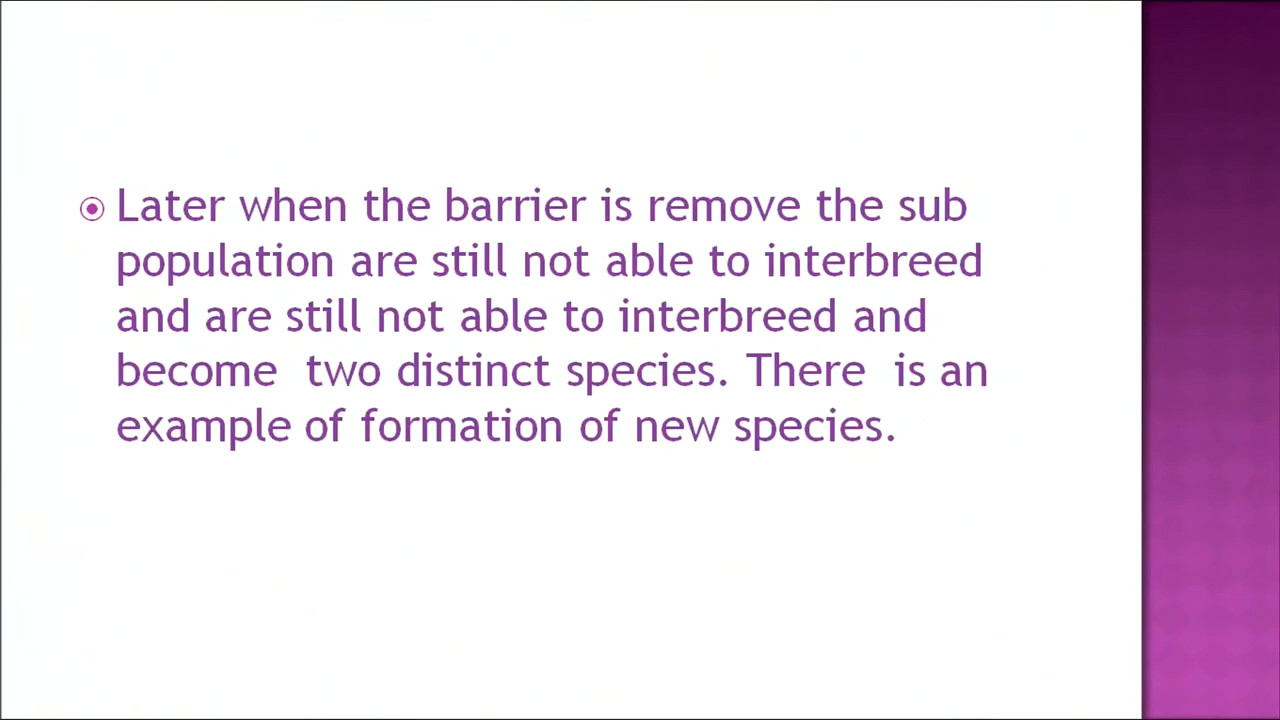 Later when the barrier is remove the sub
population are still not able to interbreed
and are still not able to interbreed and
become  two distinct species. There  is an
example of formation of new species.